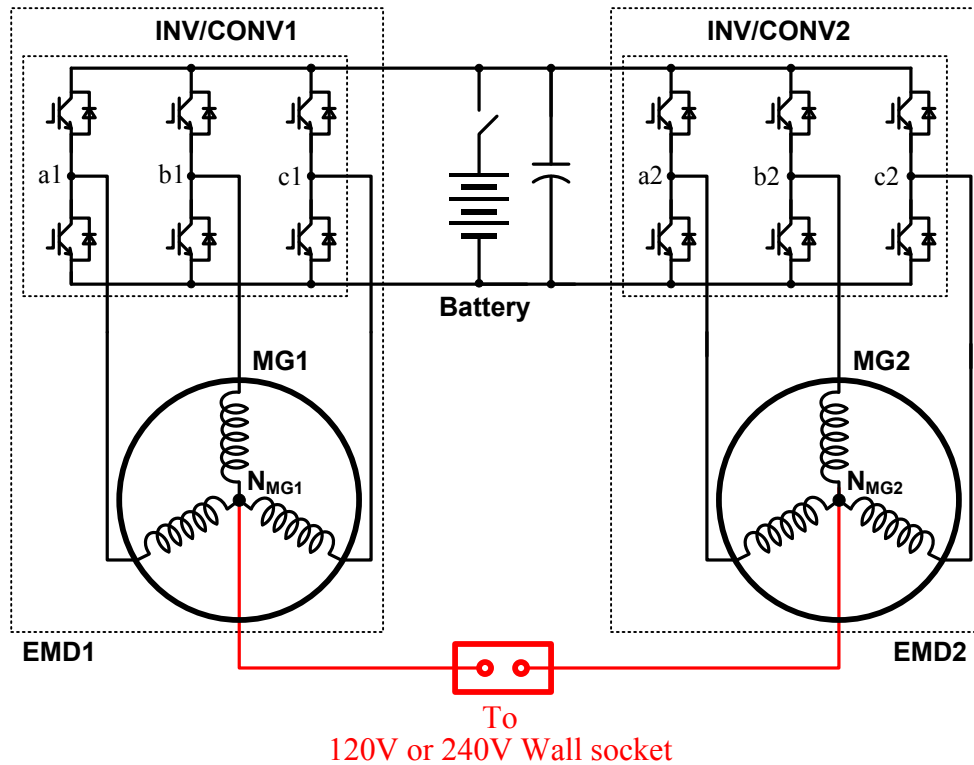 INV/CONV1
INV/CONV2
a1
b1
c1
a2
b2
c2
Battery
MG1
MG2
NMG1
NMG2
EMD1
EMD2
To
120V or 240V Wall socket